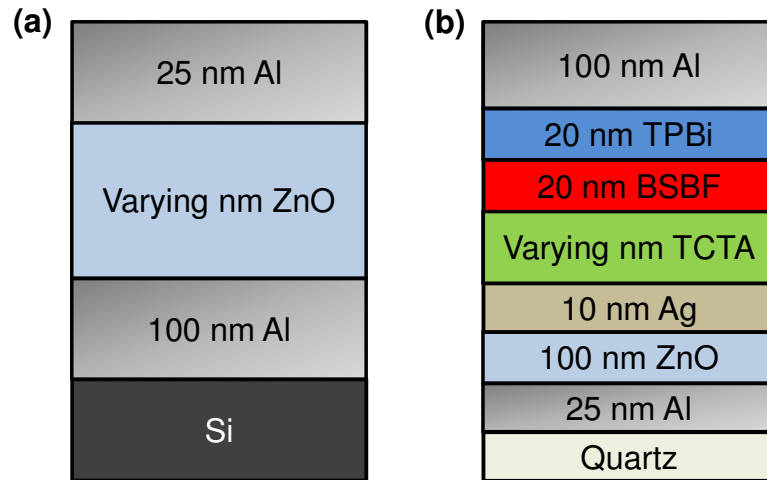 (a)
25 nm Al
Varying nm ZnO
100 nm Al
Si
(b)
100 nm Al
20 nm TPBi
20 nm BSBF
Varying nm TCTA
10 nm Ag
100 nm ZnO
25 nm Al
Quartz